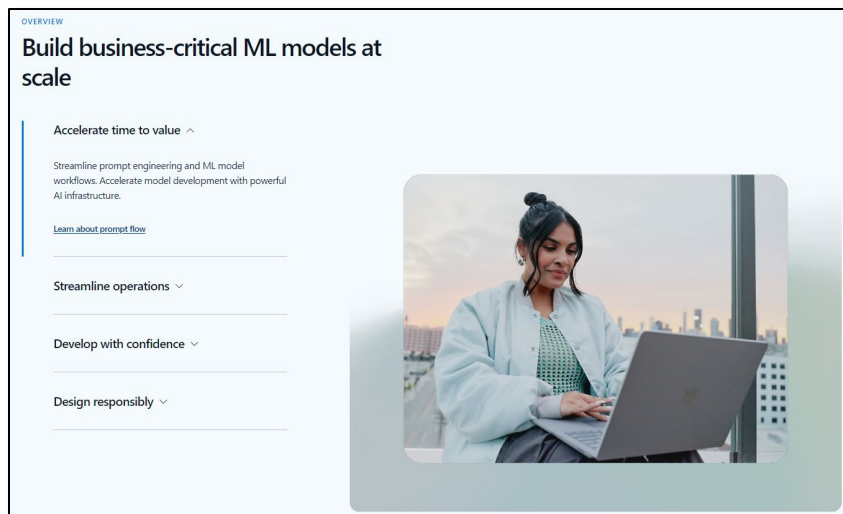 OVERVIEW
Build business-critical ML models at
scale
Accelerate time to value
Streamline prompt engineering and ML model
workflows. Accelerate model development with powerful
AI infrastructure.
Learn about prompt flow
Streamline operations
Develop with confidence
Design responsibly